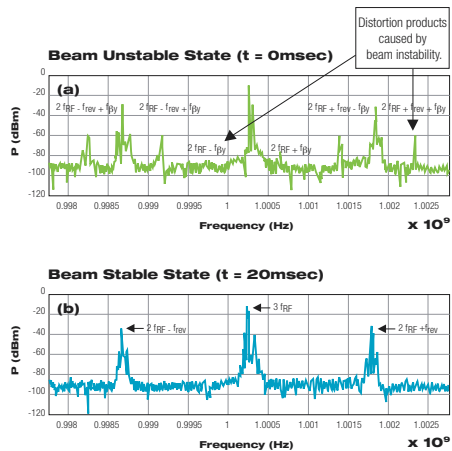 Distortion products
caused by
beam instability.
Beam Unstable State (t = 0msec)
0
(a)
-20
2 fRF - frev + fβy
2 fRF - frev + fβy
2 fRF + frev - fβy
2 fRF + frev + fβy
-40
P (dBm)
-60
2 fRF - fβy
2 fRF + fβy
-80
-100
-120
0.998
0.9985
0.999
0.9995
1
1.0005
1.001
1.0015
1.002
1.0025
Frequency (Hz)
x 10⁹
Beam Stable State (t = 20msec)
0
(b)
3 fRF
-20
2 fRF - frev
2 fRF +frev
-40
P (dBm)
-60
-80
-100
-120
0.998
0.9985
0.999
0.9995
1
1.0005
1.001
1.0015
1.002
1.0025
Frequency (Hz)
x 10⁹